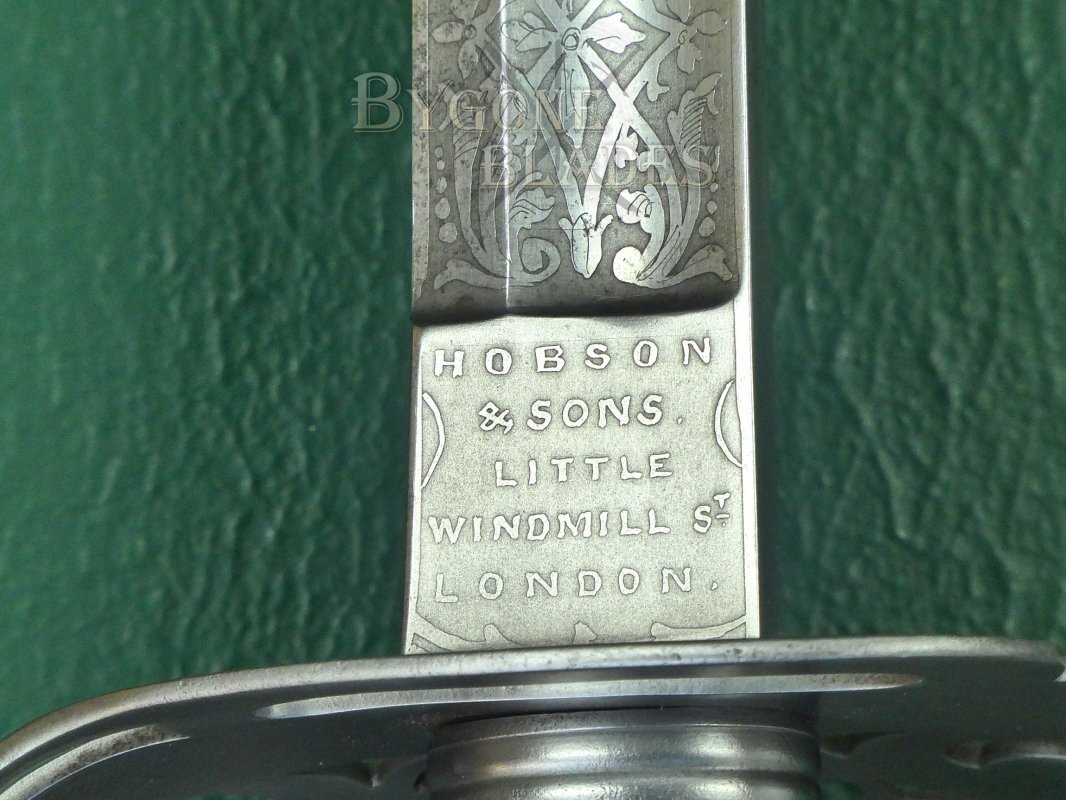 BYGONE
BLADES
HOBSON
& SONS.
LITTLE
WINDMILL ST
LONDON.